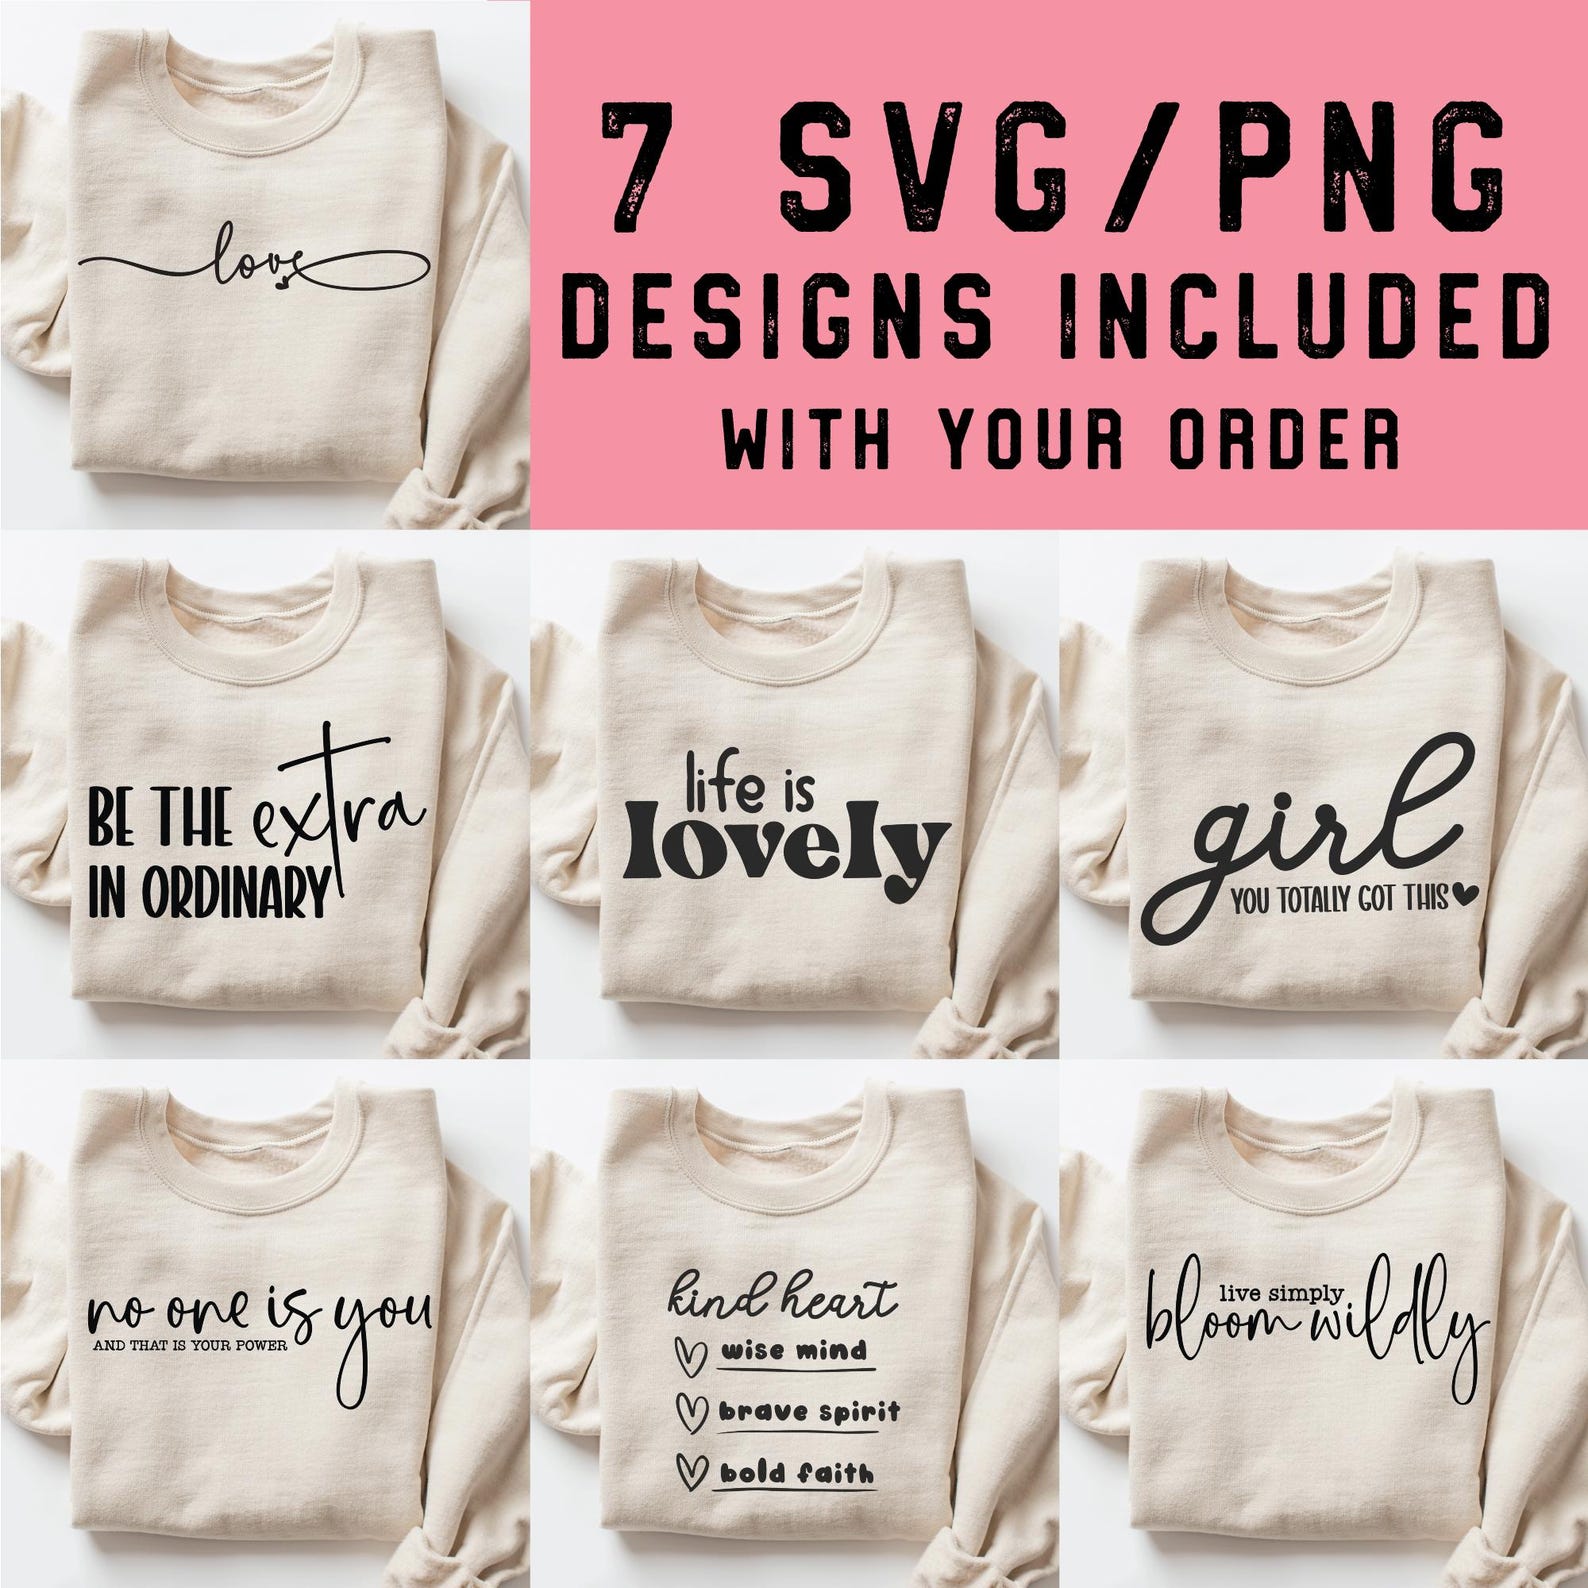 love
7 SVG/PNG
DESIGNS INCLUDED
WITH YOUR ORDER
BE THE extra
IN ORDINARY
life is
lovely
girl
YOU TOTALLY GOT THIS
no one is you
AND THAT IS YOUR POWER
kind heart
wise mind
brave spirit
bold faith
live simply
bloom wildly